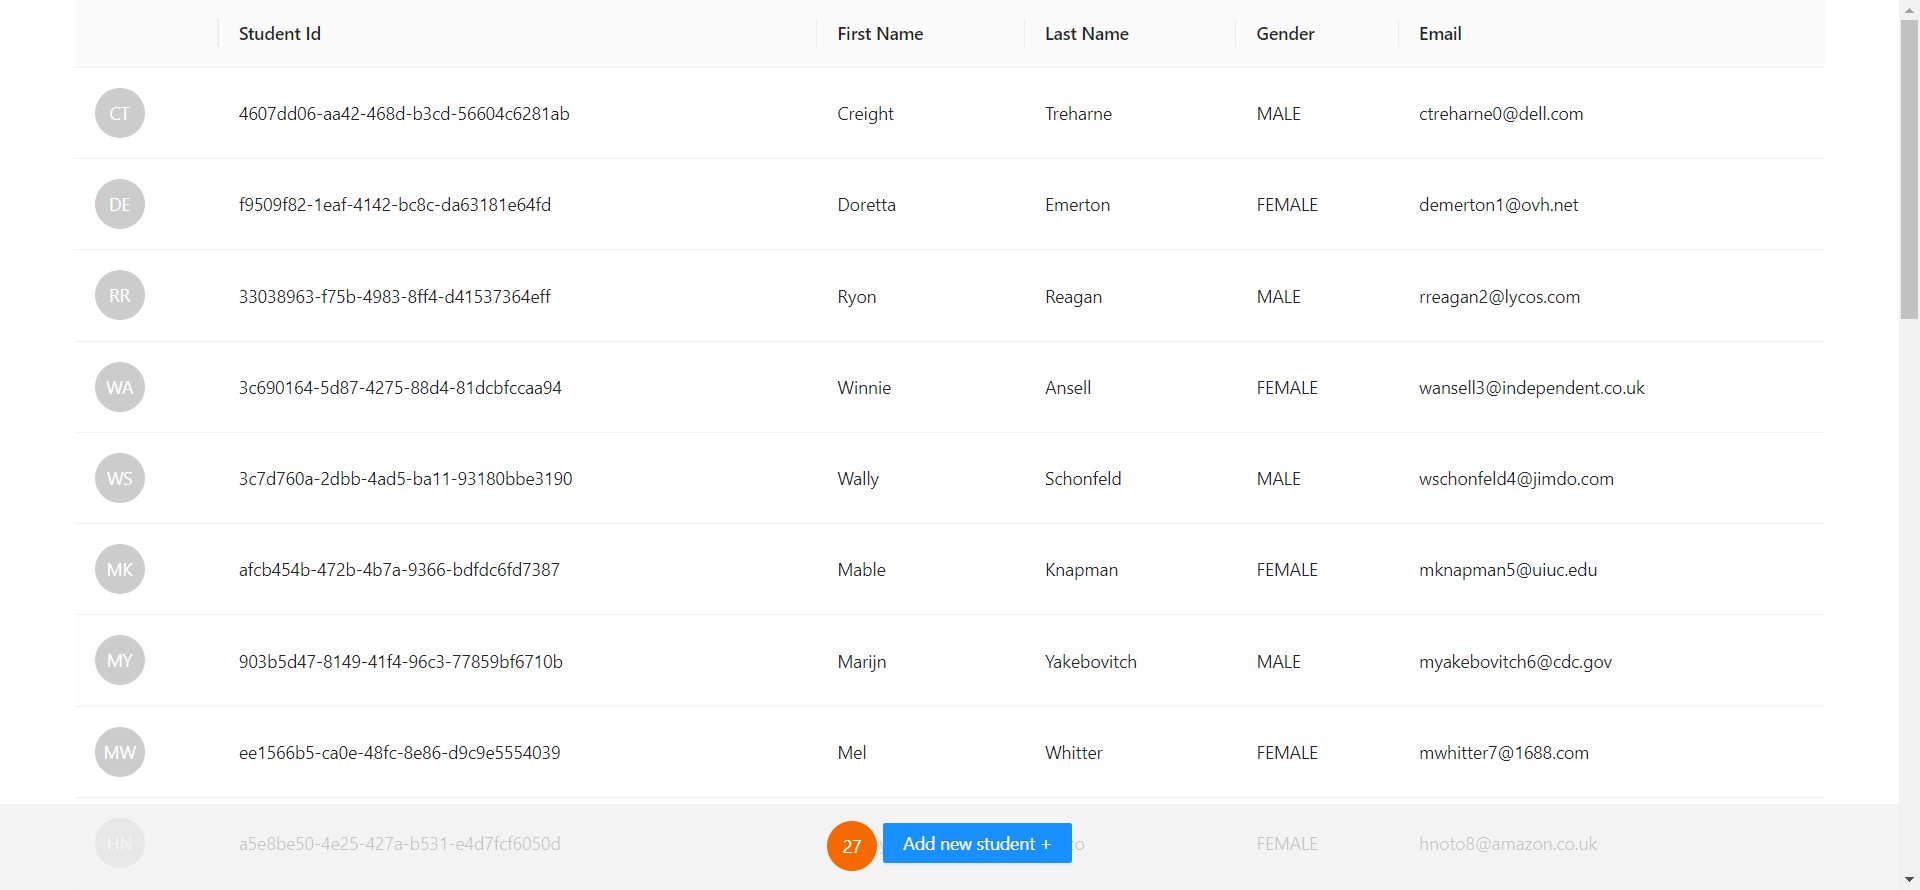 Student Id First Name Last Name Gender Email
CT 4607dd06-aa42-468d-b3cd-56604c6281ab Creight Treharne MALE ctreharne0@dell.com
DE f9509f82-1eaf-4142-bc8c-da63181e64fd Doretta Emerton FEMALE demerton1@ovh.net
RR 33038963-f75b-4983-8ff4-d41537364eff Ryon Reagan MALE rreagan2@lycos.com
WA 3c690164-5d87-4275-88d4-81dcbfccaa94 Winnie Ansell FEMALE wansell3@independent.co.uk
WS 3c7d760a-2dbb-4ad5-ba11-93180bbe3190 Wally Schonfeld MALE wschonfeld4@jimdo.com
MK afcb454b-472b-4b7a-9366-bdfdc6fd7387 Mable Knapman FEMALE mknapman5@uiuc.edu
MY 903b5d47-8149-41f4-96c3-77859bf6710b Marijn Yakebovitch MALE myakebovitch6@cdc.gov
MW ee1566b5-ca0e-48fc-8e86-d9c9e5554039 Mel Whitter FEMALE mwhitter7@1688.com
HN a5e8be50-4e25-427a-b531-e4d7fcf6050d 27 Add new student + FEMALE hnoto8@amazon.co.uk